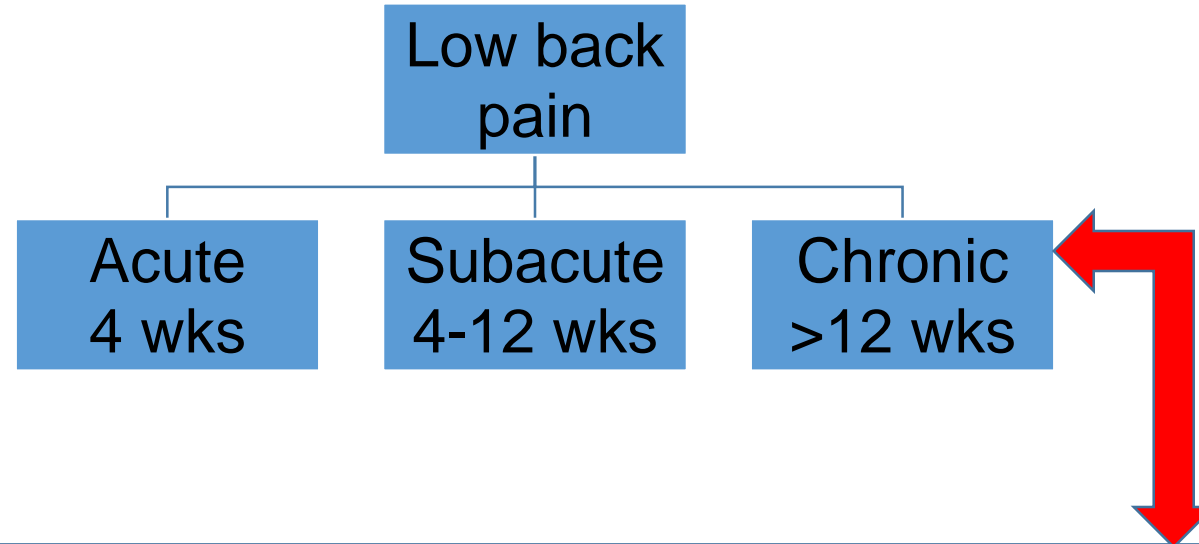 Low back
pain
Acute
4 wks
Subacute
4-12 wks
Chronic
>12 wks